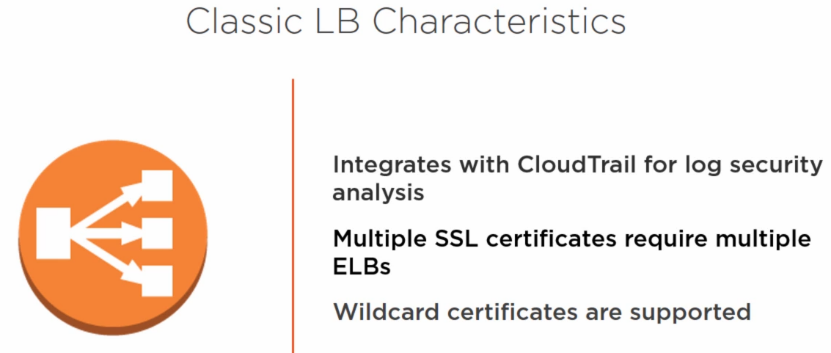 Classic LB Characteristics
Integrates with CloudTrail for log security
analysis
Multiple SSL certificates require multiple
ELBs
Wildcard certificates are supported